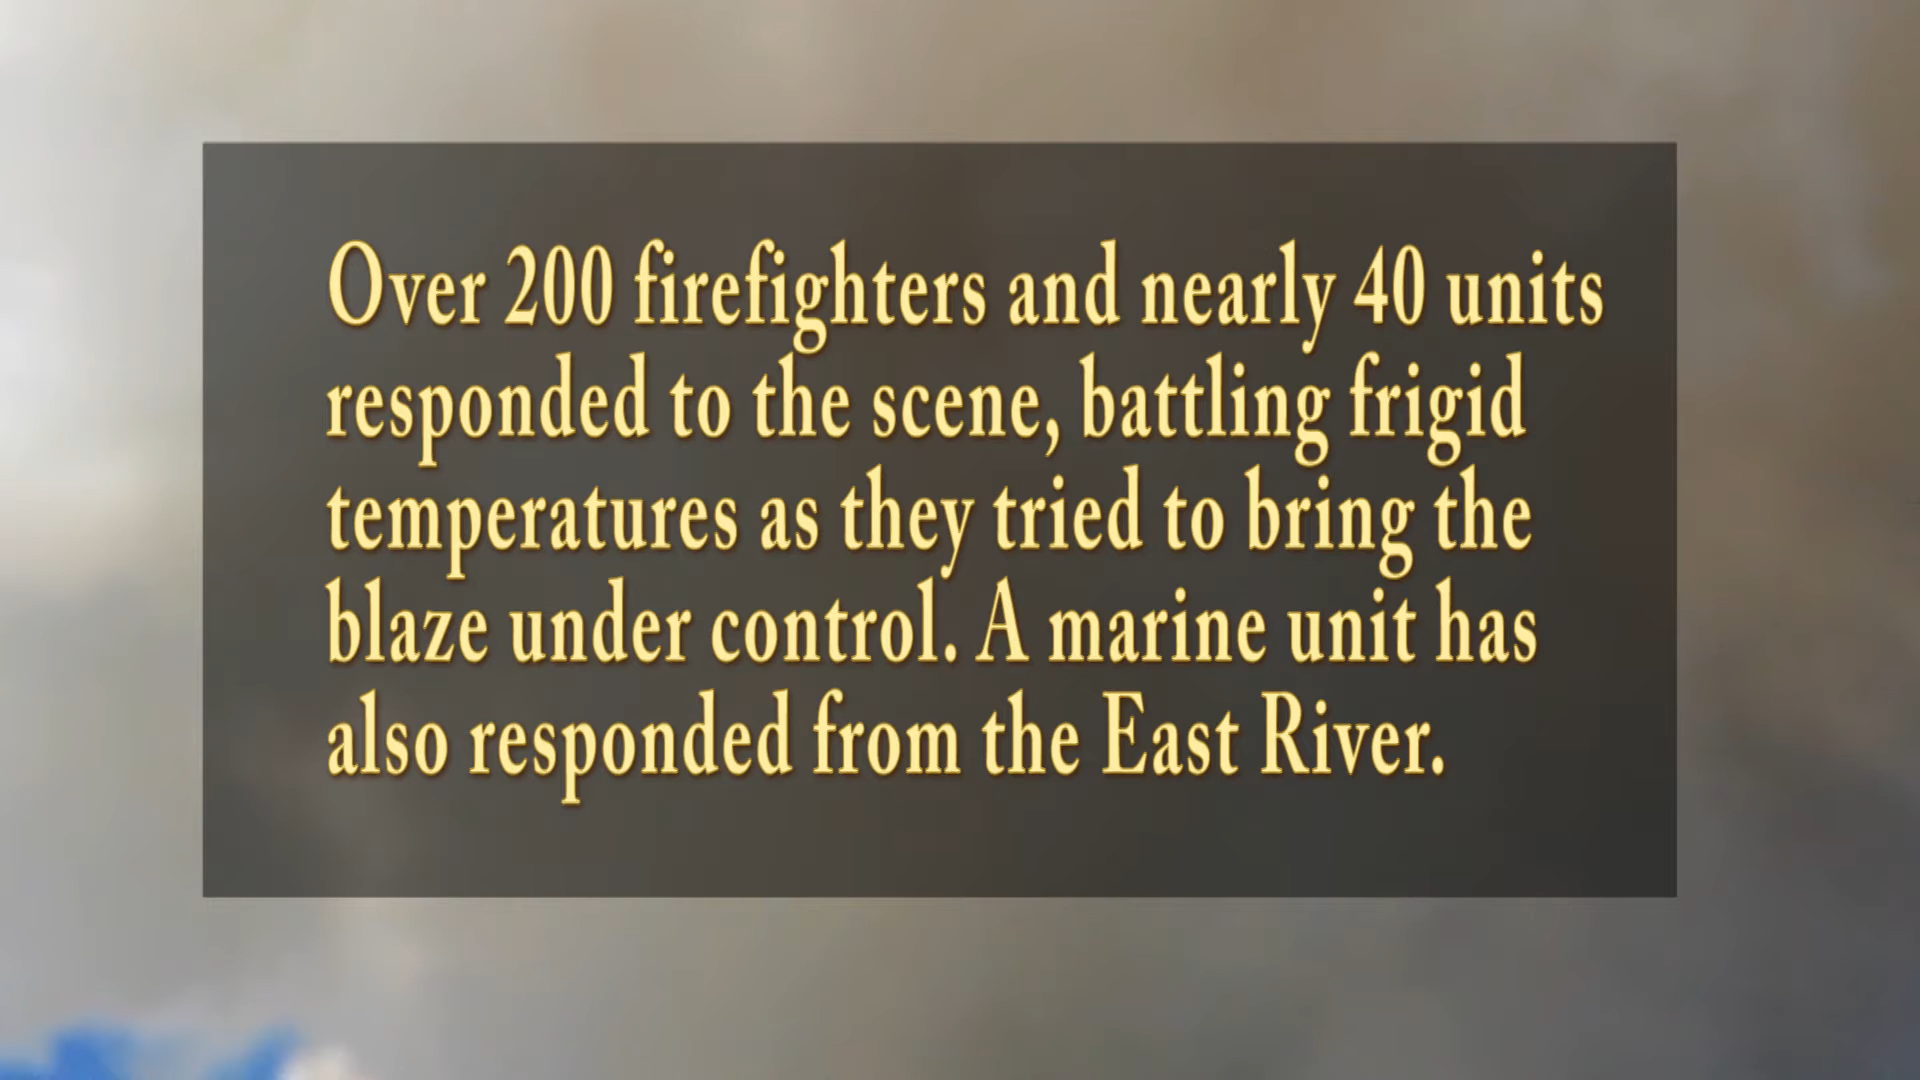 Over 200 firefighters and nearly 40 units
responded to the scene, battling frigid
temperatures as they tried to bring the
blaze under control. A marine unit has
also responded from the East River.